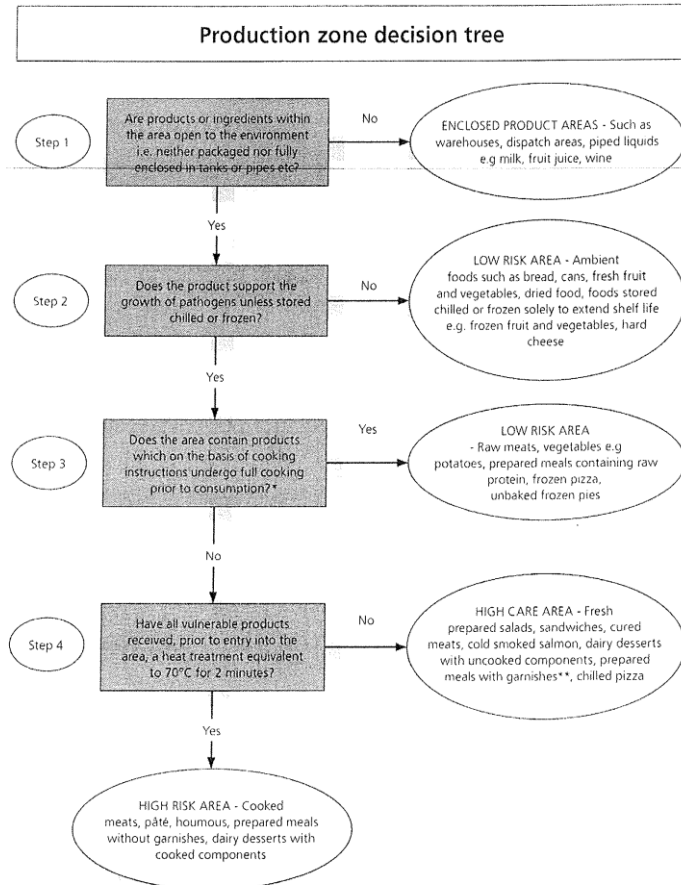 Production zone decision tree
Step 1
Are products or ingredients within
the area open to the environment
i.e. neither packaged nor fully
enclosed in tanks or pipes etc?
No
ENCLOSED PRODUCT AREAS - Such as
warehouses, dispatch areas, piped liquids
e.g milk, fruit juice, wine
Yes
Step 2
Does the product support the
growth of pathogens unless stored
chilled or frozen?
No
LOW RISK AREA - Ambient
foods such as bread, cans, fresh fruit
and vegetables, dried food, foods stored
chilled or frozen solely to extend shelf life
e.g. frozen fruit and vegetables, hard
cheese
Yes
Step 3
Does the area contain products
which on the basis of cooking
instructions undergo full cooking
prior to consumption?*
Yes
LOW RISK AREA
- Raw meats, vegetables e.g
potatoes, prepared meals containing raw
protein, frozen pizza,
unbaked frozen pies
No
Step 4
Have all vulnerable products
received, prior to entry into the
area, a heat treatment equivalent
to 70°C for 2 minutes?
No
HIGH CARE AREA - Fresh
prepared salads, sandwiches, cured
meats, cold smoked salmon, dairy desserts
with uncooked components, prepared
meals with garnishes**, chilled pizza
Yes
HIGH RISK AREA - Cooked
meats, pâté, houmous, prepared meals
without garnishes, dairy desserts with
cooked components